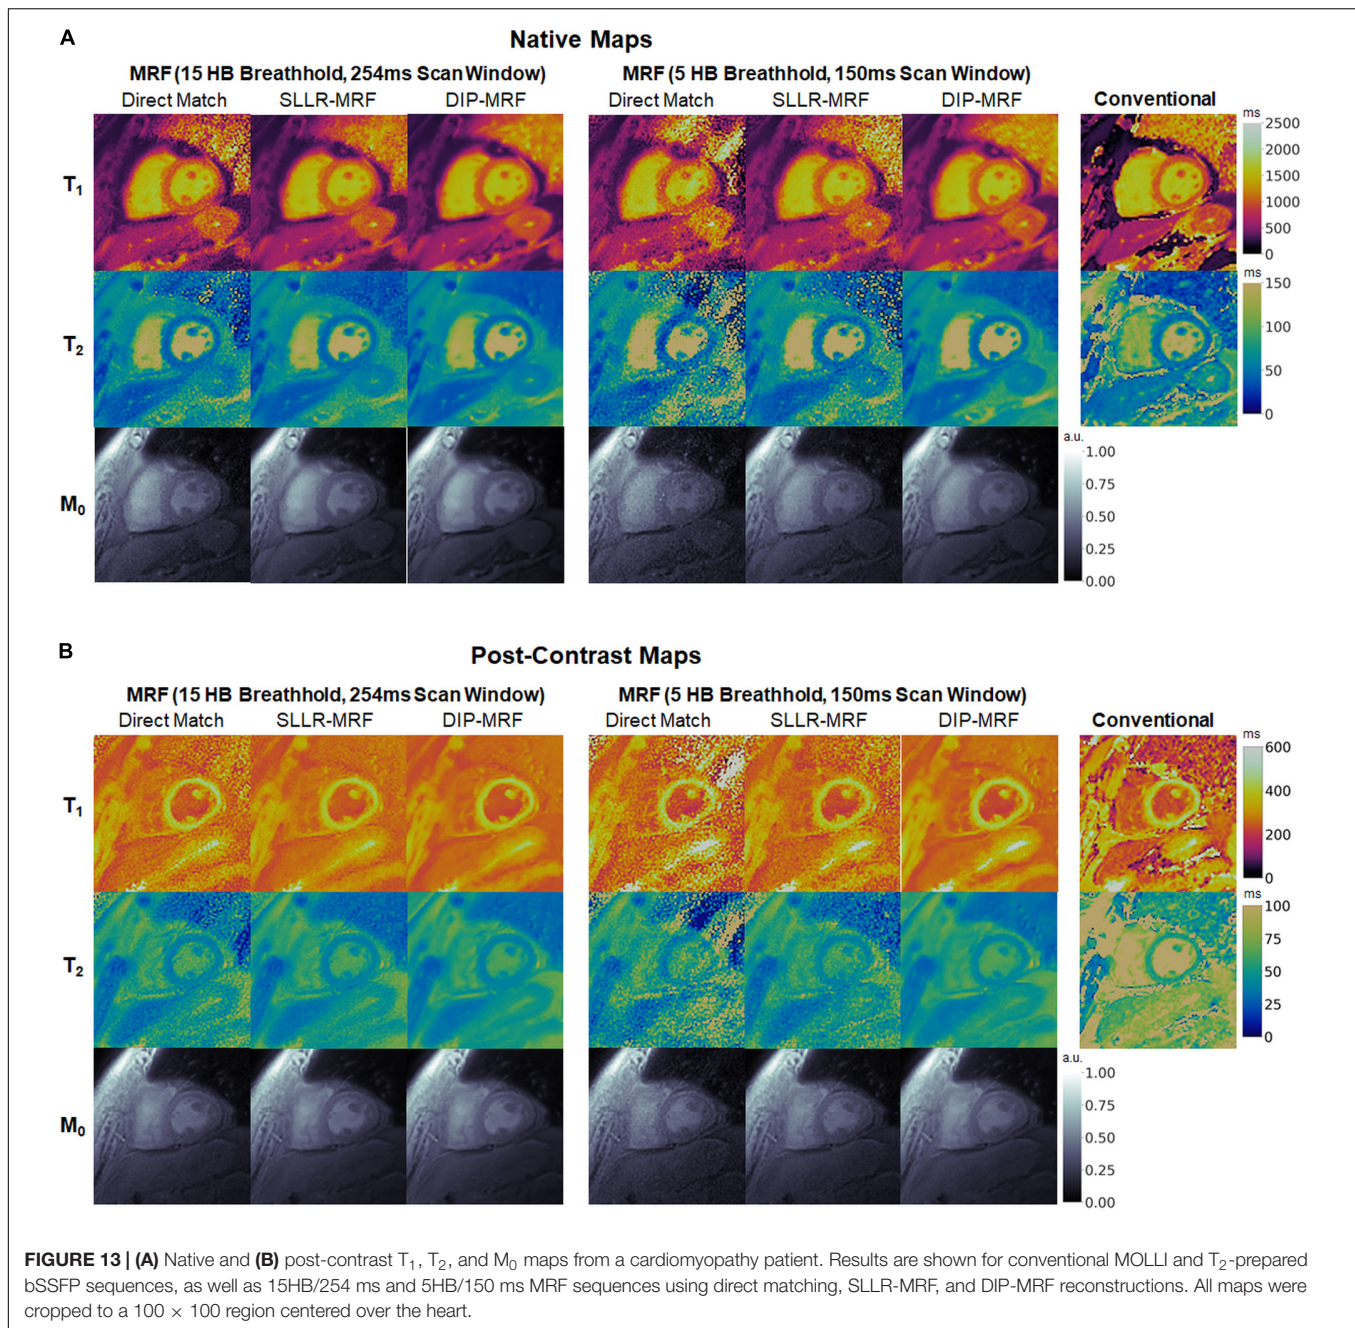 A
Native Maps
MRF (15 HB Breathhold, 254ms Scan Window)
MRF (5 HB Breathhold, 150ms Scan Window)
Direct Match SLLR-MRF DIP-MRF
Direct Match SLLR-MRF DIP-MRF
Conventional
T1
ms
2500
2000
1500
1000
500
0
T2
ms
150
100
50
0
M0
a.u.
1.00
0.75
0.50
0.25
0.00
B
Post-Contrast Maps
MRF (15 HB Breathhold, 254ms Scan Window)
MRF (5 HB Breathhold, 150ms Scan Window)
Direct Match SLLR-MRF DIP-MRF
Direct Match SLLR-MRF DIP-MRF
Conventional
T1
ms
600
400
200
0
T2
ms
100
75
50
25
0
M0
a.u.
1.00
0.75
0.50
0.25
0.00
FIGURE 13 | (A) Native and (B) post-contrast T1, T2, and M0 maps from a cardiomyopathy patient. Results are shown for conventional MOLLI and T2-prepared
bSSFP sequences, as well as 15HB/254 ms and 5HB/150 ms MRF sequences using direct matching, SLLR-MRF, and DIP-MRF reconstructions. All maps were
cropped to a 100 × 100 region centered over the heart.